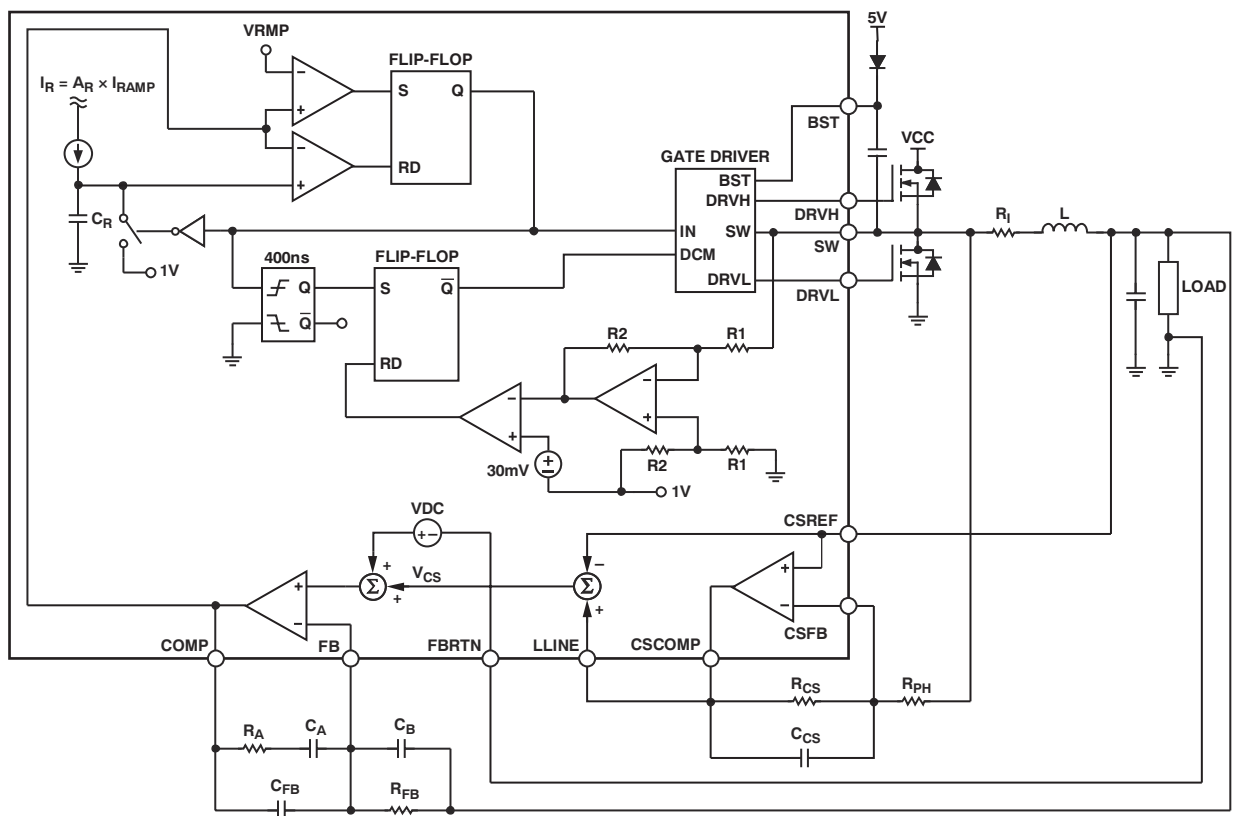 VRMP
5V
FLIP-FLOP
I_R = A_R × I_RAMP
S Q
RD
BST
VCC
GATE DRIVER
BST
DRVH
DRVH
C_R
IN
SW
SW
R_I
L
1V
DCM
400ns
FLIP-FLOP
Q
S
Q̅
DRVL
DRVL
LOAD
Q̅
R2
R1
RD
30mV
R2
R1
1V
VDC
CSREF
V_CS
Σ
Σ
CSFB
COMP
FB
FBRTN
LLINE
CSCOMP
R_CS
R_PH
R_A
C_A
C_B
C_CS
C_FB
R_FB